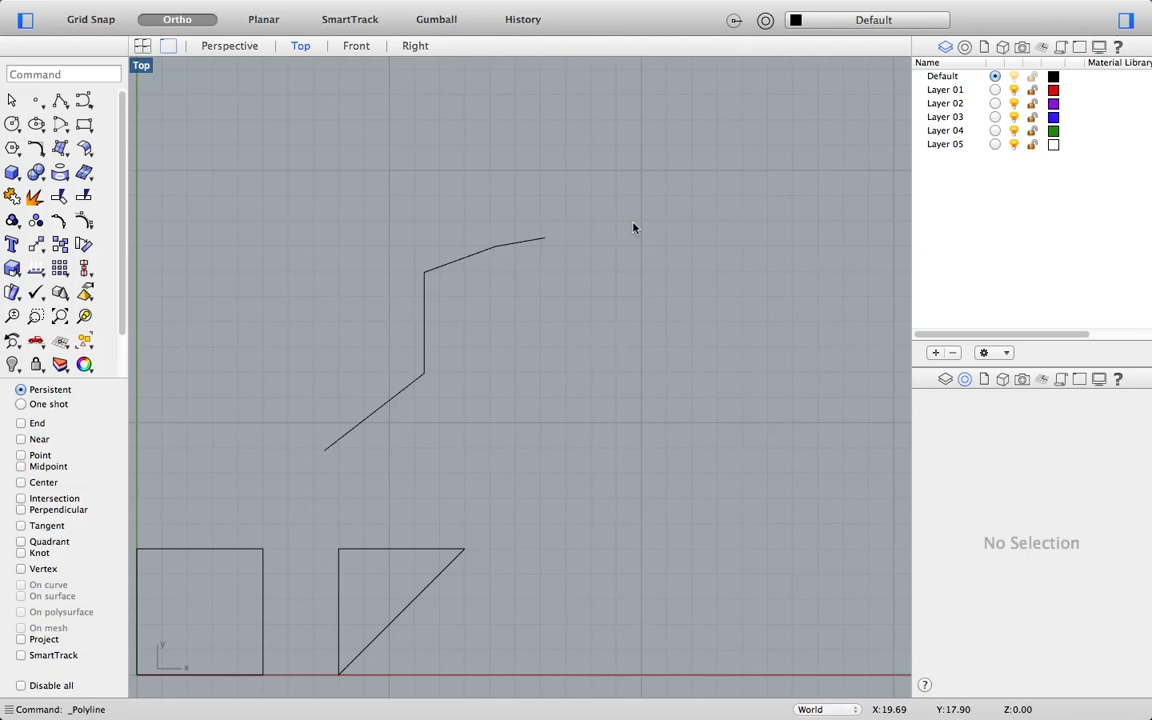 Grid Snap Ortho Planar SmartTrack Gumball History Default
Perspective Top Front Right
Top
Command
Name Material Library
Default
Layer 01
Layer 02
Layer 03
Layer 04
Layer 05
Persistent
One shot
End
Near
Point
Midpoint
Center
Intersection
Perpendicular
Tangent
Quadrant
Knot
Vertex
On curve
On surface
On polysurface
On mesh
Project
SmartTrack
Disable all
y
x
No Selection
Command: _Polyline World X:19.69 Y:17.90 Z:0.00